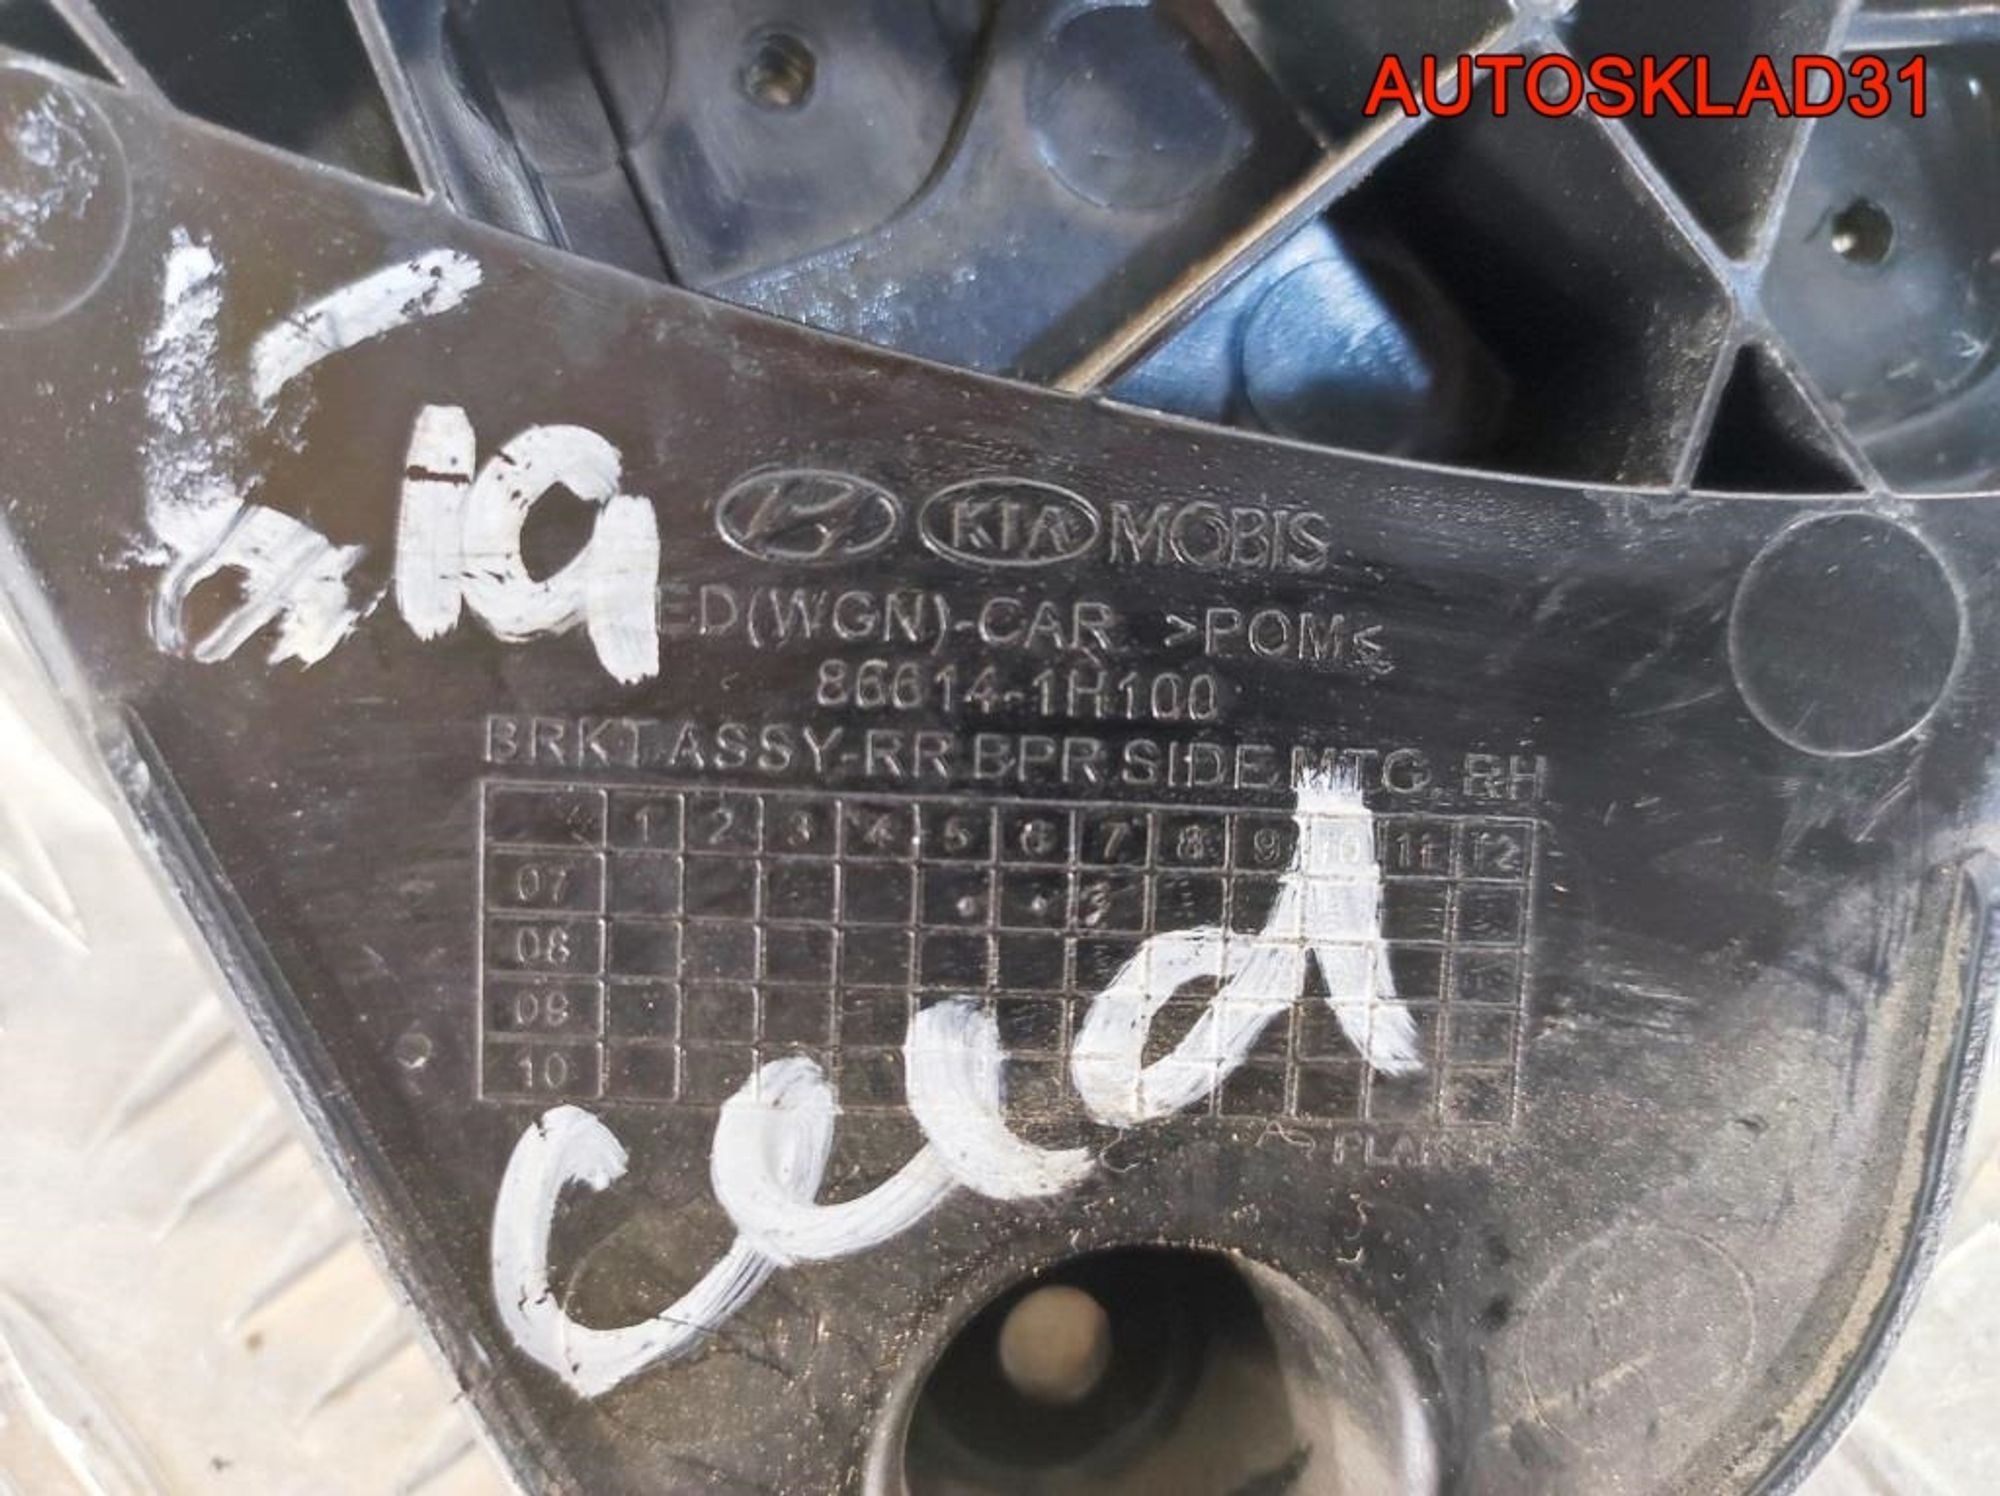 AUTOSKLAD31
Kia
KIA MOBIS
ED(WGN)-CAR >POM<
86614-1H100
BRKT ASSY-RR BPR SIDE MTG. RH
1 2 3 4 5 6 7 8 9 10 11 12
07
08
09
10
ceed